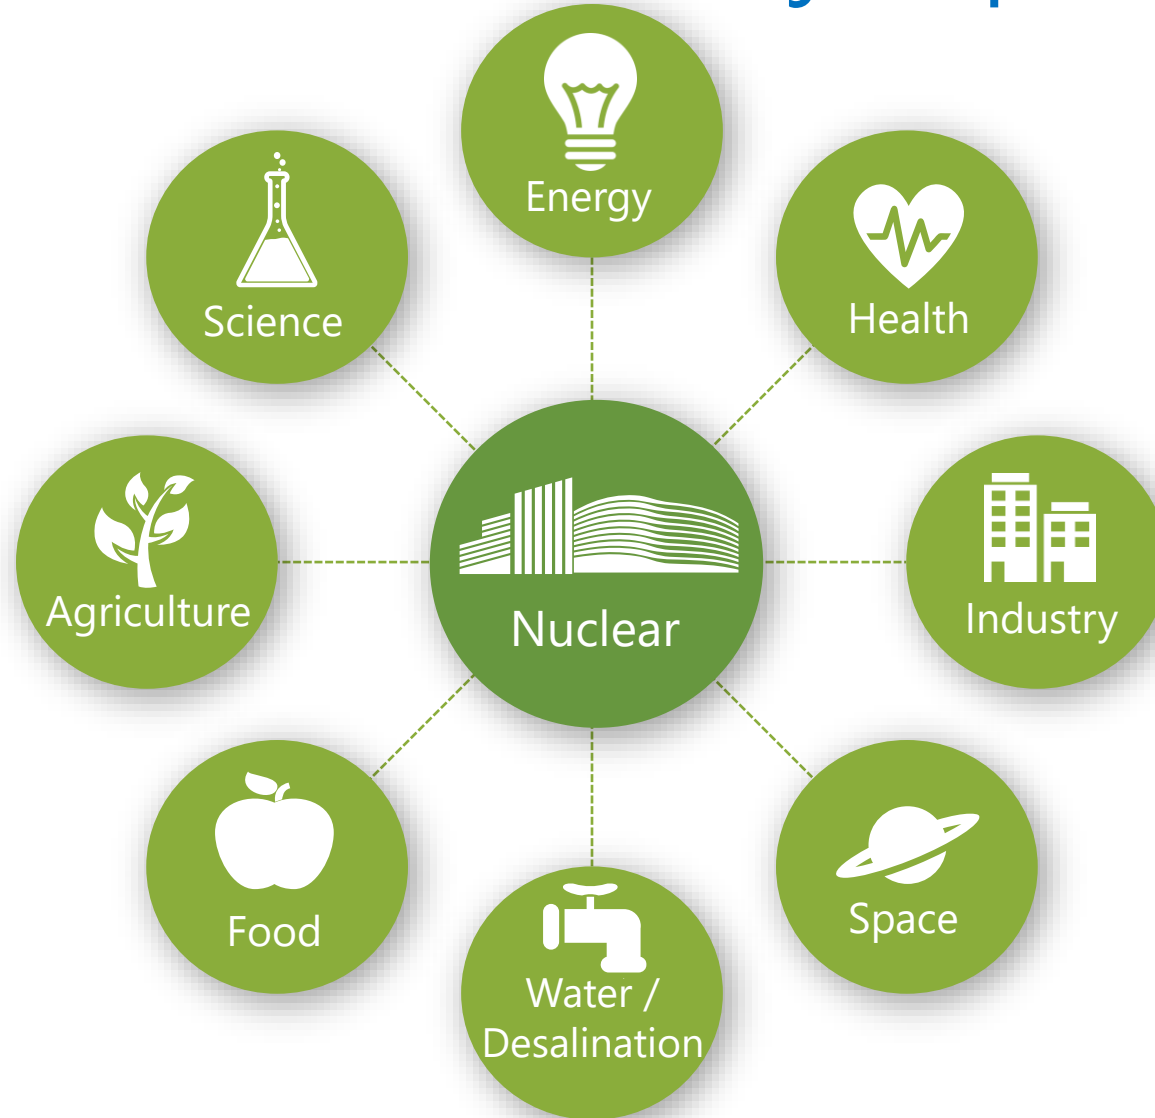 Energy
Science
Health
Agriculture
Nuclear
Industry
Food
Space
Water /
Desalination